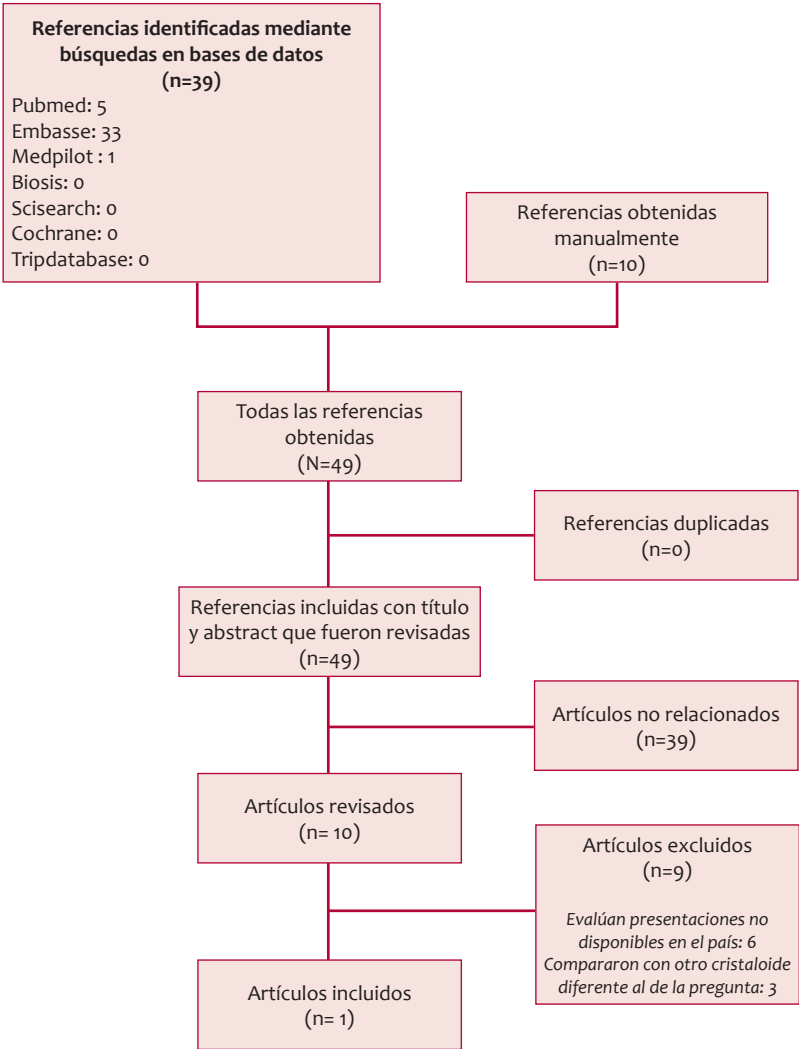 Referencias identificadas mediante
búsquedas en bases de datos
(n=39)
Pubmed: 5
Embasse: 33
Medpilot : 1
Biosis: 0
Scisearch: 0
Cochrane: 0
Tripdatabase: 0
Referencias obtenidas
manualmente
(n=10)
Todas las referencias
obtenidas
(N=49)
Referencias duplicadas
(n=0)
Referencias incluidas con título
y abstract que fueron revisadas
(n=49)
Artículos no relacionados
(n=39)
Artículos revisados
(n= 10)
Artículos excluidos
(n=9)
Evalúan presentaciones no
disponibles en el país: 6
Compararon con otro cristaloide
diferente al de la pregunta: 3
Artículos incluidos
(n= 1)